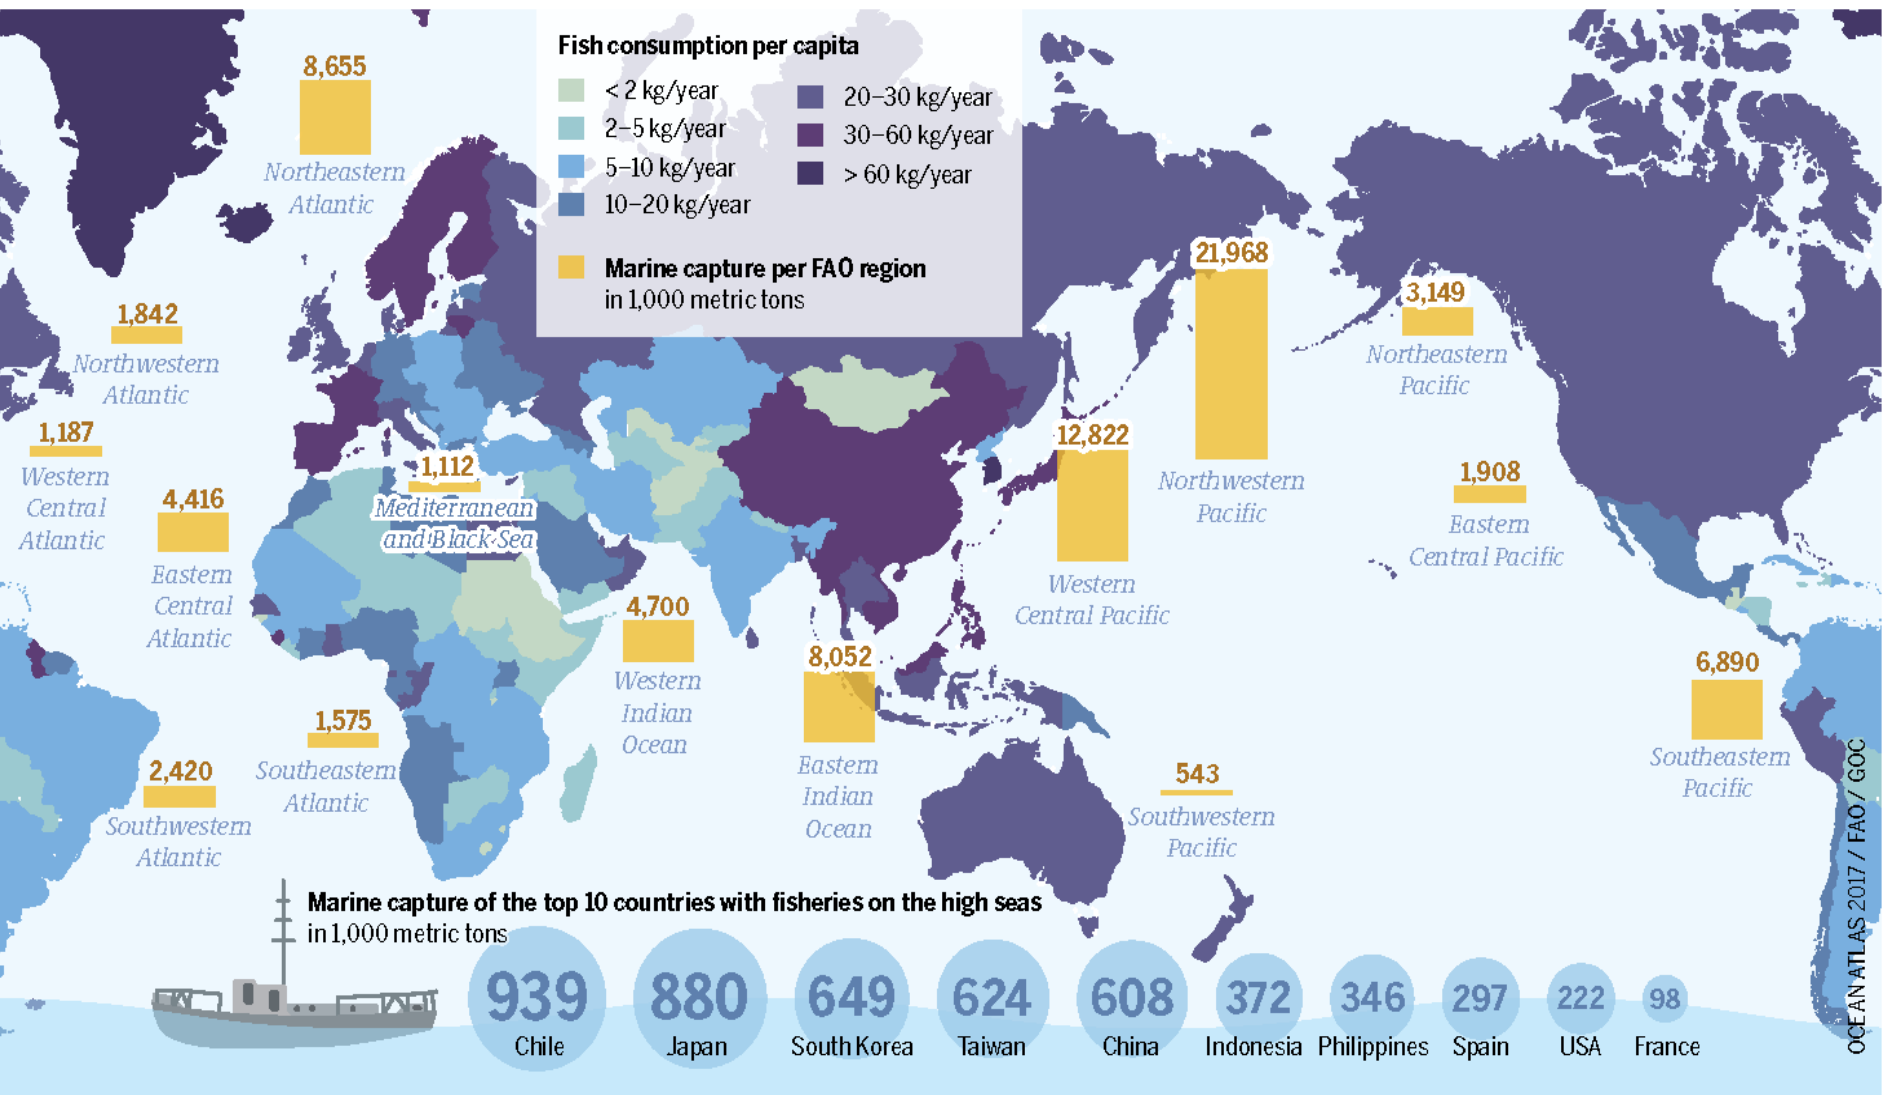 Fish consumption per capita
< 2 kg/year
2–5 kg/year
5–10 kg/year
10–20 kg/year
20–30 kg/year
30–60 kg/year
> 60 kg/year
Marine capture per FAO region
in 1,000 metric tons
8,655
Northeastern
Atlantic
1,842
Northwestern
Atlantic
1,187
Western
Central
Atlantic
4,416
Eastern
Central
Atlantic
1,112
Mediterranean
and Black Sea
1,575
Southeastern
Atlantic
2,420
Southwestern
Atlantic
4,700
Western
Indian
Ocean
8,052
Eastern
Indian
Ocean
12,822
Western
Central Pacific
21,968
Northwestern
Pacific
3,149
Northeastern
Pacific
1,908
Eastern
Central Pacific
543
Southwestern
Pacific
6,890
Southeastern
Pacific
Marine capture of the top 10 countries with fisheries on the high seas
in 1,000 metric tons
939
Chile
880
Japan
649
South Korea
624
Taiwan
608
China
372
Indonesia
346
Philippines
297
Spain
222
USA
98
France
OCEAN ATLAS 2017 / FAO / GOC